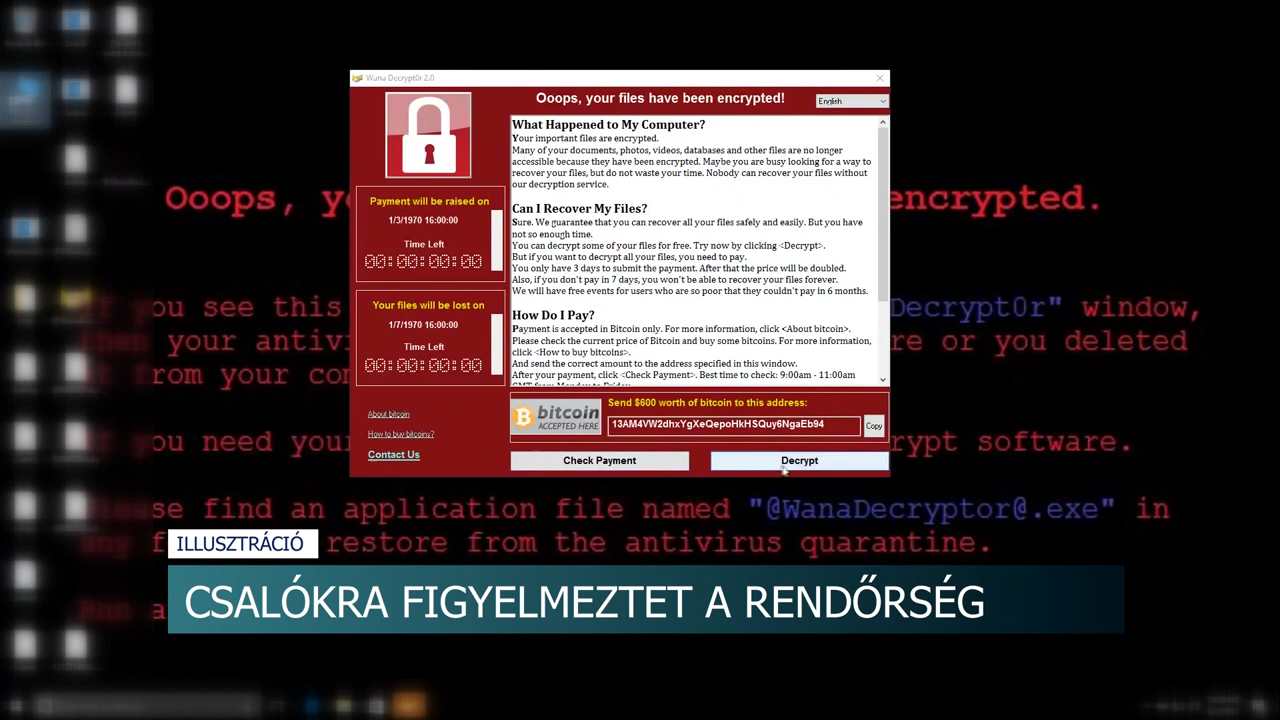 Wana Decrypt0r 2.0
Ooops, your files have been encrypted!
English
What Happened to My Computer?
Your important files are encrypted.
Many of your documents, photos, videos, databases and other files are no longer
accessible because they have been encrypted. Maybe you are busy looking for a way to
recover your files, but do not waste your time. Nobody can recover your files without
our decryption service.
Can I Recover My Files?
Sure. We guarantee that you can recover all your files safely and easily. But you have
not so enough time.
You can decrypt some of your files for free. Try now by clicking <Decrypt>.
But if you want to decrypt all your files, you need to pay.
You only have 3 days to submit the payment. After that the price will be doubled.
Also, if you don't pay in 7 days, you won't be able to recover your files forever.
We will have free events for users who are so poor that they couldn't pay in 6 months.
How Do I Pay?
Payment is accepted in Bitcoin only. For more information, click <About bitcoin>.
Please check the current price of Bitcoin and buy some bitcoins. For more information,
click <How to buy bitcoins>.
And send the correct amount to the address specified in this window.
After your payment, click <Check Payment>. Best time to check: 9:00am - 11:00am
GMT from Monday to Friday.
Payment will be raised on
1/3/1970 16:00:00
Time Left
00:00:00:00
Your files will be lost on
1/7/1970 16:00:00
Time Left
00:00:00:00
About bitcoin
How to buy bitcoins?
Contact Us
bitcoin
ACCEPTED HERE
Send $600 worth of bitcoin to this address:
13AM4VW2dhxYgXeQepoHkHSQuy6NgaEb94
Copy
Check Payment
Decrypt
Ooops, encrypted.
you see this Decrypt0r" window,
your antivi re or you deleted
from your
you need your crypt software.
find an application file named "@WanaDecryptor@.exe" in
restore from the antivirus quarantine.
ILLUSZTRÁCIÓ
CSALÓKRA FIGYELMEZTET A RENDŐRSÉG